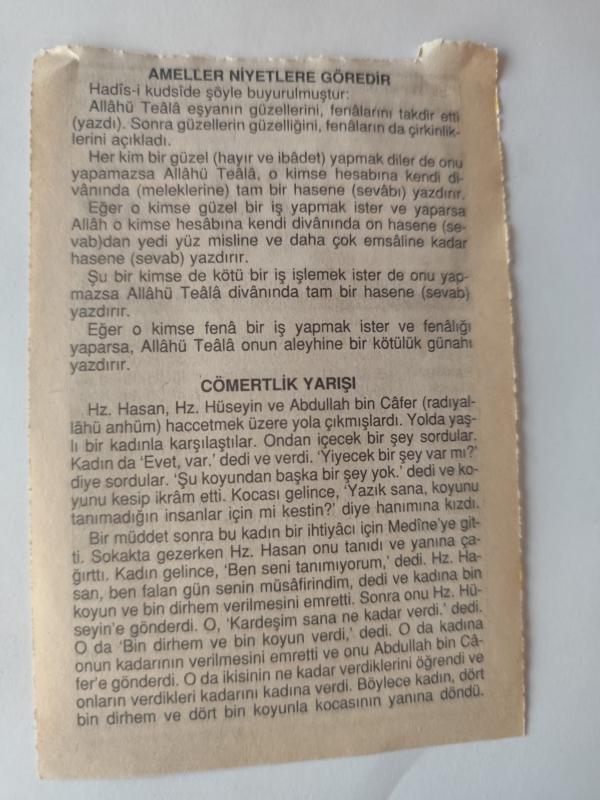 AMELLER NİYETLERE GÖREDİR
Hadîs-i kudsîde şöyle buyurulmuştur:
Allâhü Teâlâ eşyanın güzellerini, fenâlarını takdir etti
(yazdı). Sonra güzellerin güzelliğini, fenâların da çirkinlik-
lerini açıkladı.
Her kim bir güzel (hayır ve ibâdet) yapmak diler de onu
yapamazsa Allâhü Teâlâ, o kimse hesabına kendi di-
vânında (meleklerine) tam bir hasene (sevâbı) yazdırır.
Eğer o kimse güzel bir iş yapmak ister ve yaparsa
Allâh o kimse hesâbına kendi divânında on hasene (se-
vab)dan yedi yüz misline ve daha çok emsâline kadar
hasene (sevab) yazdırır.
Şu bir kimse de kötü bir iş işlemek ister de onu yap-
mazsa Allâhü Teâlâ divânında tam bir hasene (sevab)
yazdırır.
Eğer o kimse fenâ bir iş yapmak ister ve fenâlığı
yaparsa, Allâhü Teâlâ onun aleyhine bir kötülük günahı
yazdırır.
CÖMERTLİK YARIŞI
Hz. Hasan, Hz. Hüseyin ve Abdullah bin Câfer (radıyal-
lâhü anhüm) haccetmek üzere yola çıkmışlardı. Yolda yaş-
lı bir kadınla karşılaştılar. Ondan içecek bir şey sordular.
Kadın da 'Evet, var.' dedi ve verdi. 'Yiyecek bir şey var mı?'
diye sordular. 'Şu koyundan başka bir şey yok.' dedi ve ko-
yunu kesip ikrâm etti. Kocası gelince, 'Yazık sana, koyunu
tanımadığın insanlar için mi kestin?' diye hanımına kızdı.
Bir müddet sonra bu kadın bir ihtiyâcı için Medîne'ye git-
ti. Sokakta gezerken Hz. Hasan onu tanıdı ve yanına ça-
ğırttı. Kadın gelince, 'Ben seni tanımıyorum,' dedi. Hz. Ha-
san, ben falan gün senin müsâfirindim, dedi ve kadına bin
koyun ve bin dirhem verilmesini emretti. Sonra onu Hz. Hü-
seyin'e gönderdi. O, 'Kardeşim sana ne kadar verdi.' dedi.
O da 'Bin dirhem ve bin koyun verdi,' dedi. O da kadına
onun kadarının verilmesini emretti ve onu Abdullah bin Câ-
fer'e gönderdi. O da ikisinin ne kadar verdiklerini öğrendi ve
onların verdikleri kadarını kadına verdi. Böylece kadın, dört
bin dirhem ve dört bin koyunla kocasının yanına döndü.